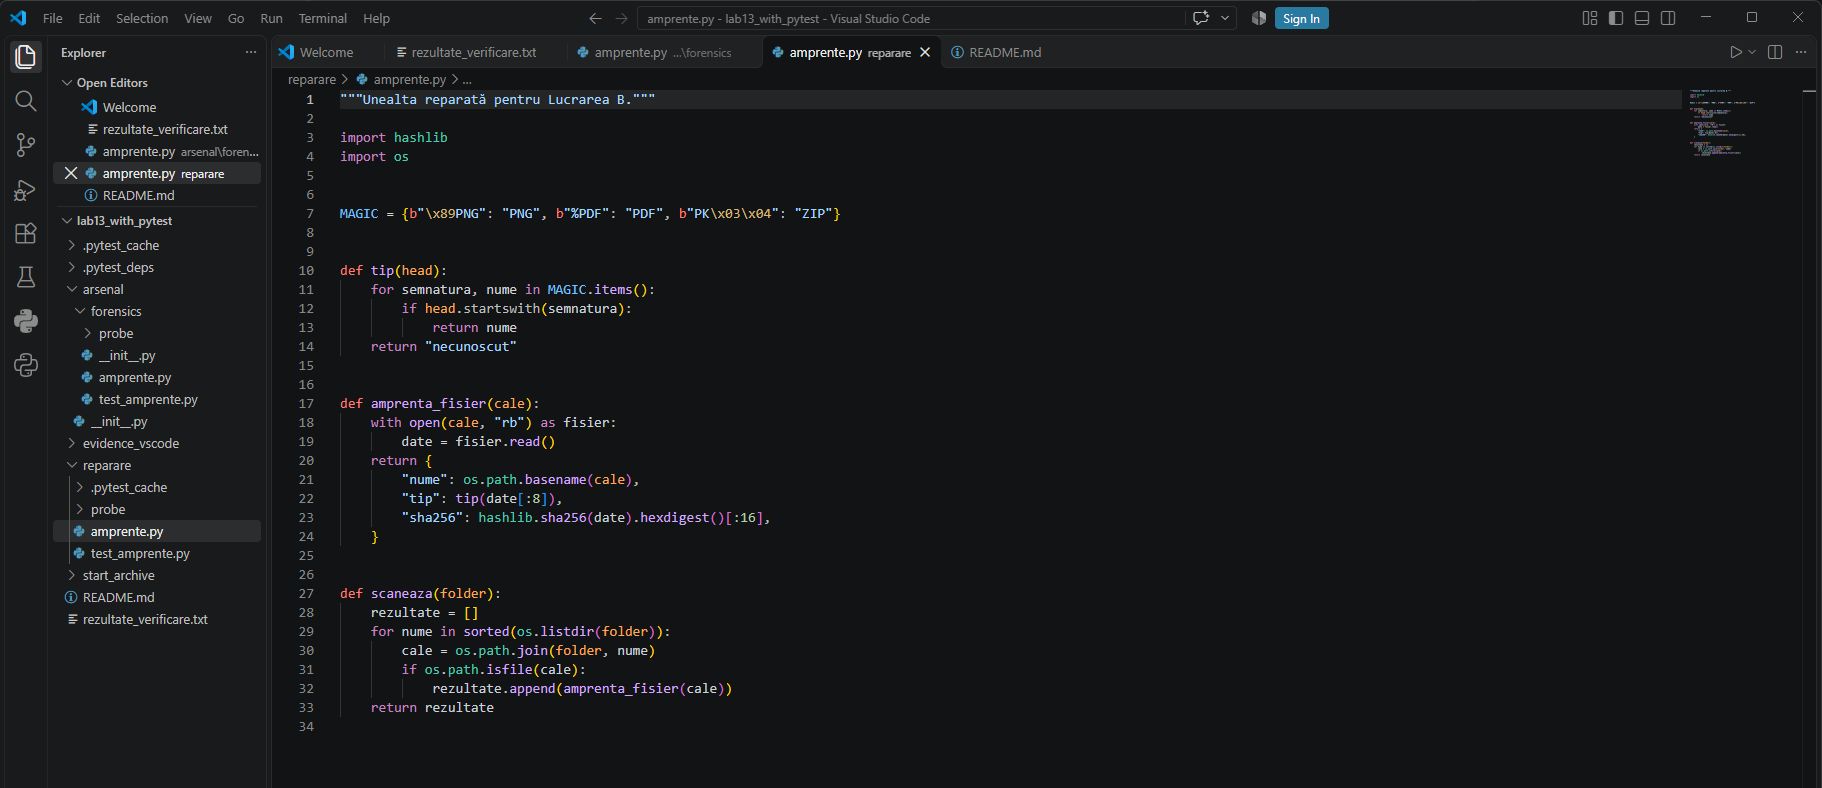 File Edit Selection View Go Run Terminal Help
amprente.py - lab13_with_pytest - Visual Studio Code
Sign In
Explorer
Open Editors
Welcome
rezultate_verificare.txt
amprente.py arsenal\foren...
amprente.py reparare
README.md
lab13_with_pytest
.pytest_cache
.pytest_deps
arsenal
forensics
probe
__init__.py
amprente.py
test_amprente.py
__init__.py
evidence_vscode
reparare
.pytest_cache
probe
amprente.py
test_amprente.py
start_archive
README.md
rezultate_verificare.txt
Welcome rezultate_verificare.txt amprente.py ...\forensics amprente.py reparare README.md
reparare > amprente.py > ...
1 """Unealta reparată pentru Lucrarea B."""
2
3 import hashlib
4 import os
5
6
7 MAGIC = {b"\x89PNG": "PNG", b"%PDF": "PDF", b"PK\x03\x04": "ZIP"}
8
9
10 def tip(head):
11     for semnatura, nume in MAGIC.items():
12         if head.startswith(semnatura):
13             return nume
14     return "necunoscut"
15
16
17 def amprenta_fisier(cale):
18     with open(cale, "rb") as fisier:
19         date = fisier.read()
20     return {
21         "nume": os.path.basename(cale),
22         "tip": tip(date[:8]),
23         "sha256": hashlib.sha256(date).hexdigest()[:16],
24     }
25
26
27 def scaneaza(folder):
28     rezultate = []
29     for nume in sorted(os.listdir(folder)):
30         cale = os.path.join(folder, nume)
31         if os.path.isfile(cale):
32             rezultate.append(amprenta_fisier(cale))
33     return rezultate
34